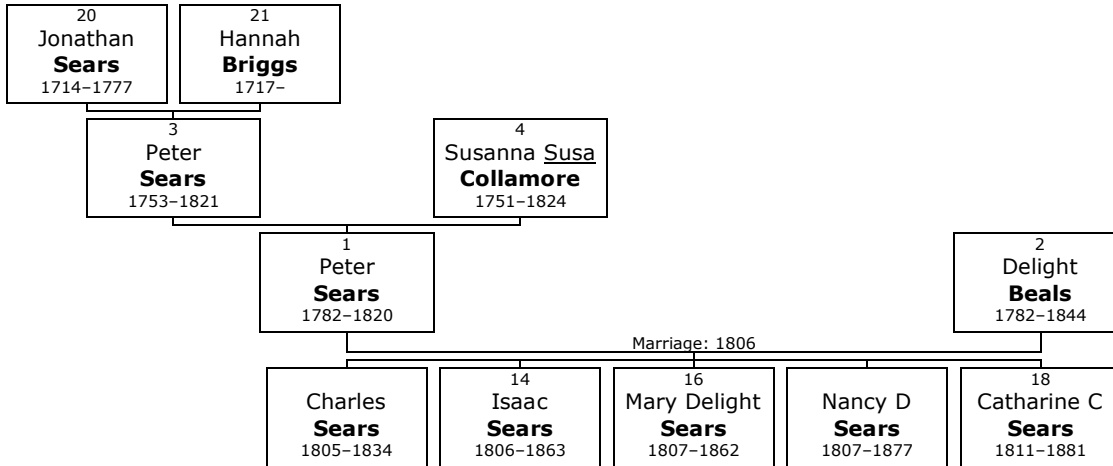 20
Jonathan
Sears
1714–1777
21
Hannah
Briggs
1717–
3
Peter
Sears
1753–1821
4
Susanna Susa
Collamore
1751–1824
1
Peter
Sears
1782–1820
2
Delight
Beals
1782–1844
Marriage: 1806
Charles
Sears
1805–1834
14
Isaac
Sears
1806–1863
16
Mary Delight
Sears
1807–1862
Nancy D
Sears
1807–1877
18
Catharine C
Sears
1811–1881